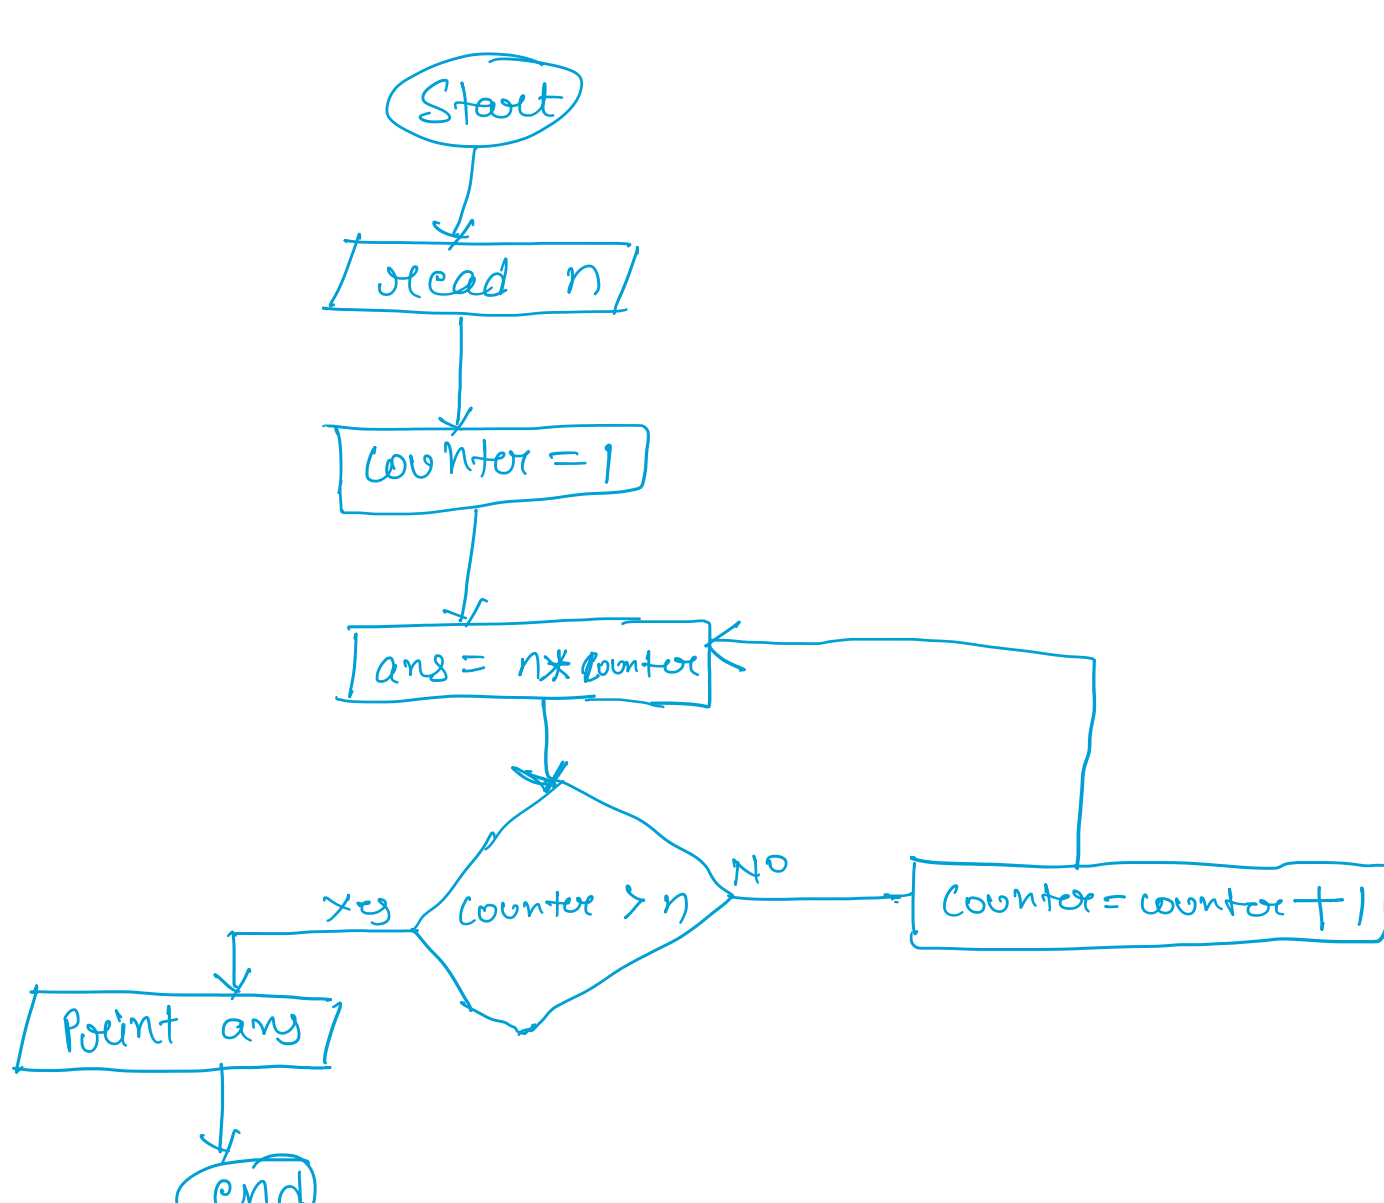 Start
read n
counter = 1
ans = n* counter
counter > n
NO
Yes
counter = counter + 1
Print ans
end